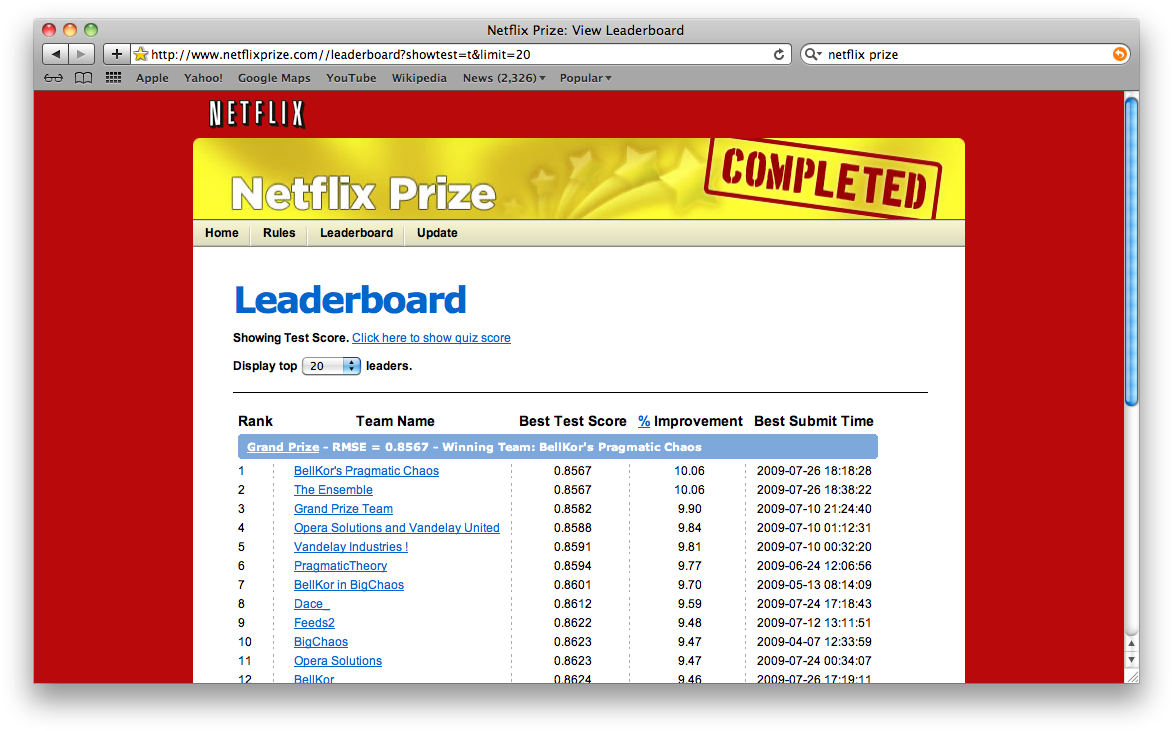 Netflix Prize: View Leaderboard
http://www.netflixprize.com//leaderboard?showtest=t&limit=20
netflix prize
Apple Yahoo! Google Maps YouTube Wikipedia News (2,326) Popular
NETFLIX
Netflix Prize
COMPLETED
Home Rules Leaderboard Update
Leaderboard
Showing Test Score. Click here to show quiz score
Display top 20 leaders.
Rank Team Name Best Test Score % Improvement Best Submit Time
Grand Prize - RMSE = 0.8567 - Winning Team: BellKor's Pragmatic Chaos
1 BellKor's Pragmatic Chaos 0.8567 10.06 2009-07-26 18:18:28
2 The Ensemble 0.8567 10.06 2009-07-26 18:38:22
3 Grand Prize Team 0.8582 9.90 2009-07-10 21:24:40
4 Opera Solutions and Vandelay United 0.8588 9.84 2009-07-10 01:12:31
5 Vandelay Industries ! 0.8591 9.81 2009-07-10 00:32:20
6 PragmaticTheory 0.8594 9.77 2009-06-24 12:06:56
7 BellKor in BigChaos 0.8601 9.70 2009-05-13 08:14:09
8 Dace_ 0.8612 9.59 2009-07-24 17:18:43
9 Feeds2 0.8622 9.48 2009-07-12 13:11:51
10 BigChaos 0.8623 9.47 2009-04-07 12:33:59
11 Opera Solutions 0.8623 9.47 2009-07-24 00:34:07
12 BellKor 0.8624 9.46 2009-07-26 17:19:11